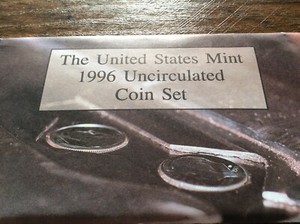 The United States Mint
1996 Uncirculated
Coin Set